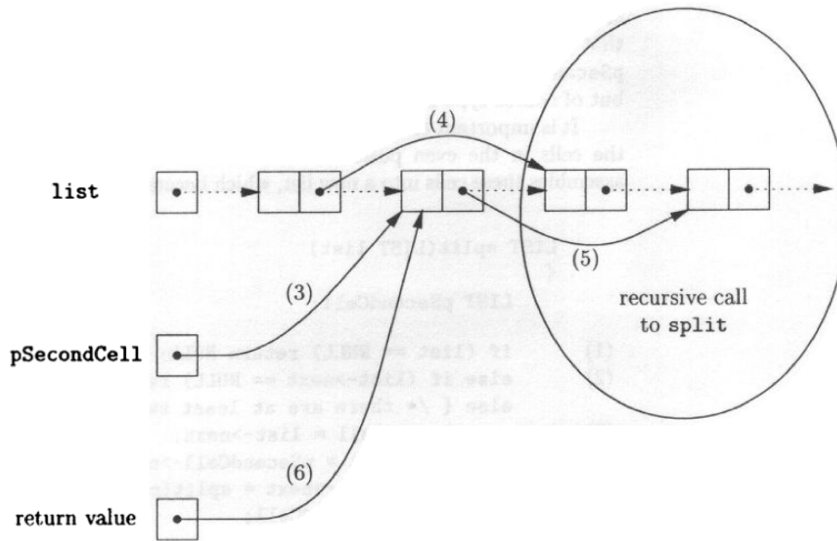 (4)
list
(5)
(3)
recursive call
to split
pSecondCell
(6)
return value